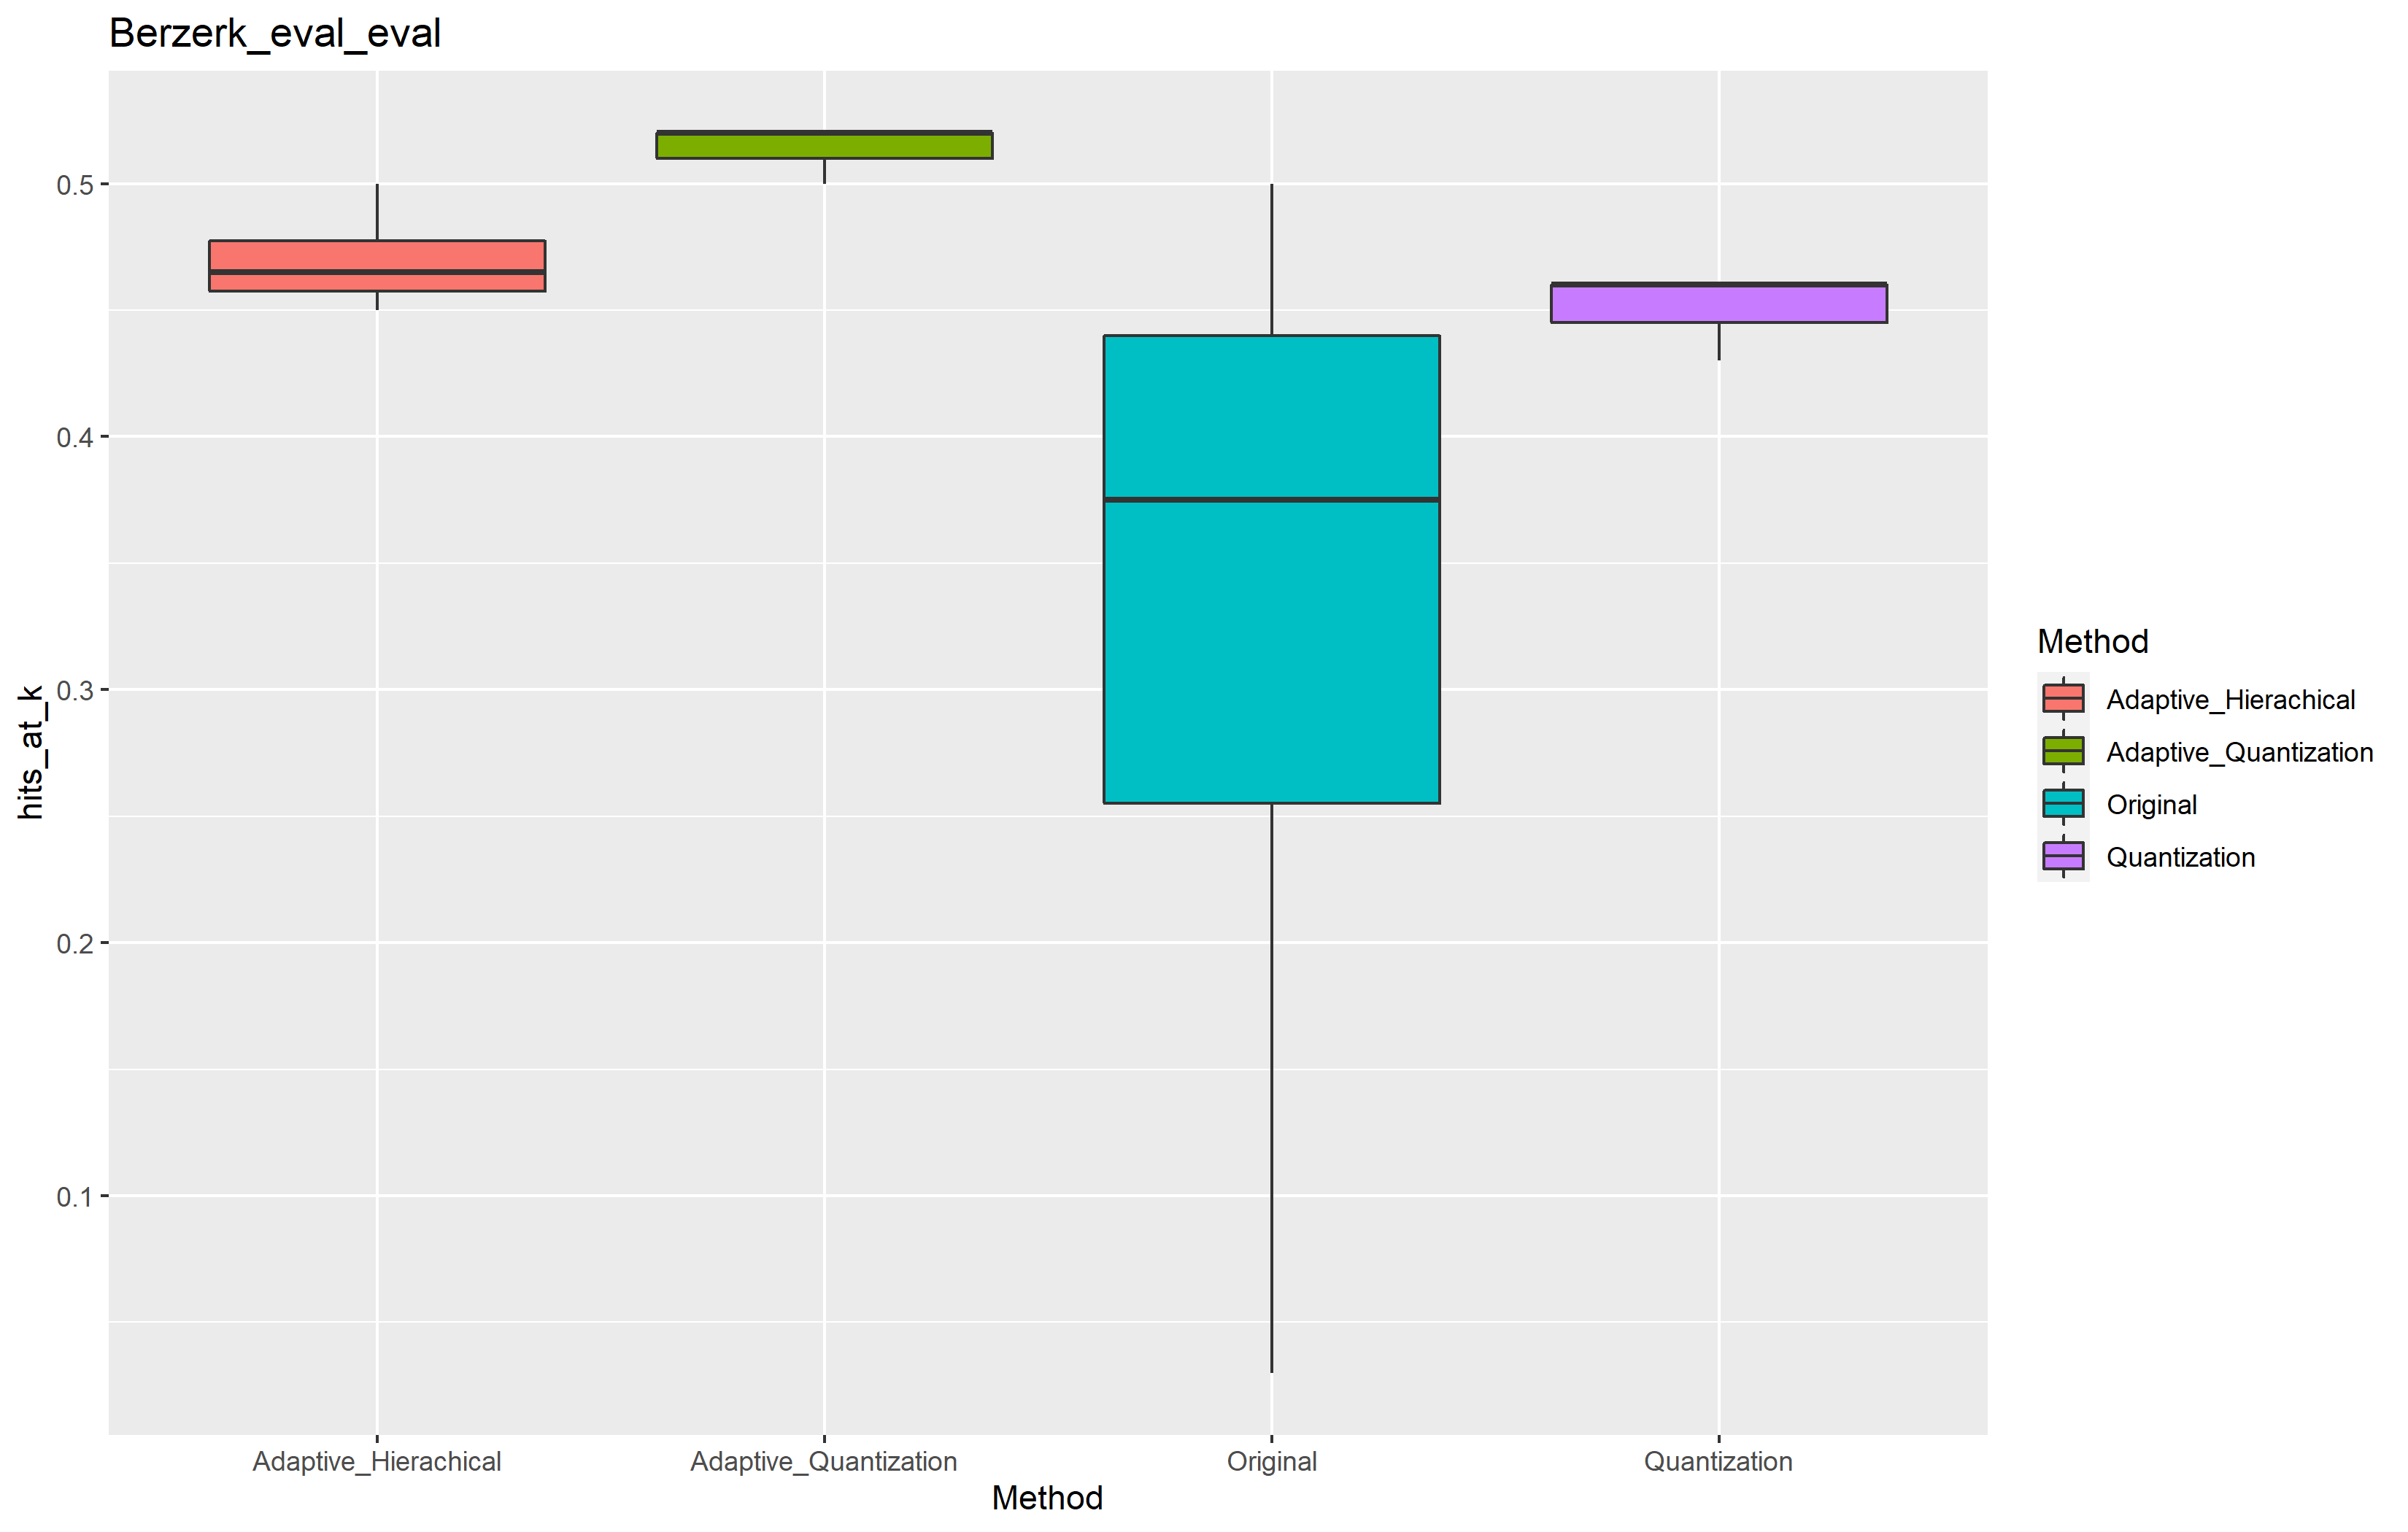 Berzerk_eval_eval
hits_at_k
0.5
0.4
0.3
0.2
0.1
Adaptive_Hierachical
Adaptive_Quantization
Original
Quantization
Method
Method
Adaptive_Hierachical
Adaptive_Quantization
Original
Quantization